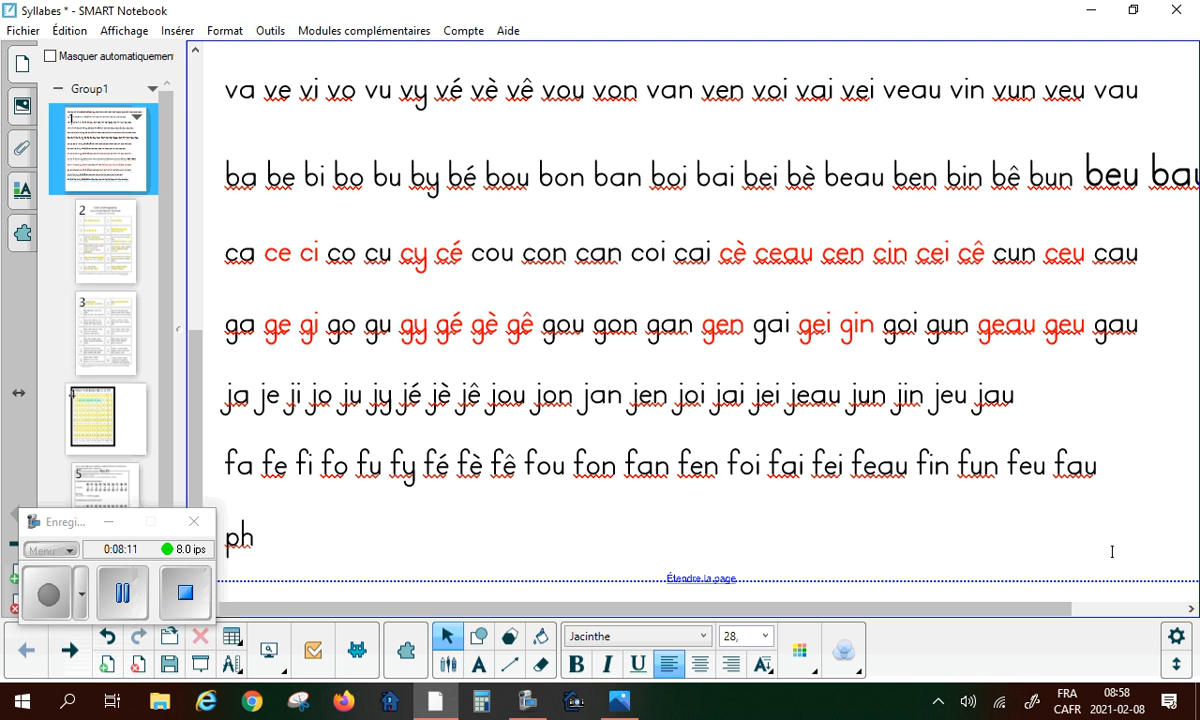 Syllabes * - SMART Notebook
Fichier Édition Affichage Insérer Format Outils Modules complémentaires Compte Aide
Masquer automatiquement
Group1
1
2
3
4
5
va ve vi vo vu vy vé vè vê vou von van ven voi vai vei veau vin vun veu vau
ba be bi bo bu by bé bou bon ban boi bai bei bè beau ben bin bê bun beu bau
ca ce ci co cu cy cé cou con can coi cai cè ceau cen cin cei cê cun ceu cau
ga ge gi go gu gy gé gè gê gou gon gan gen gai gei gin goi gun geau geu gau
ja je ji jo ju jy jé jè jê jou jon jan jen joi jai jei jeau jun jin jeu jau
fa fe fi fo fu fy fé fè fê fou fon fan fen foi fai fei feau fin fun feu fau
ph
Étendre la page
Enregi...
Menu 0:08:11 8.0 ips
Jacinthe 28,
B I U A
FRA 08:58
CAFR 2021-02-08